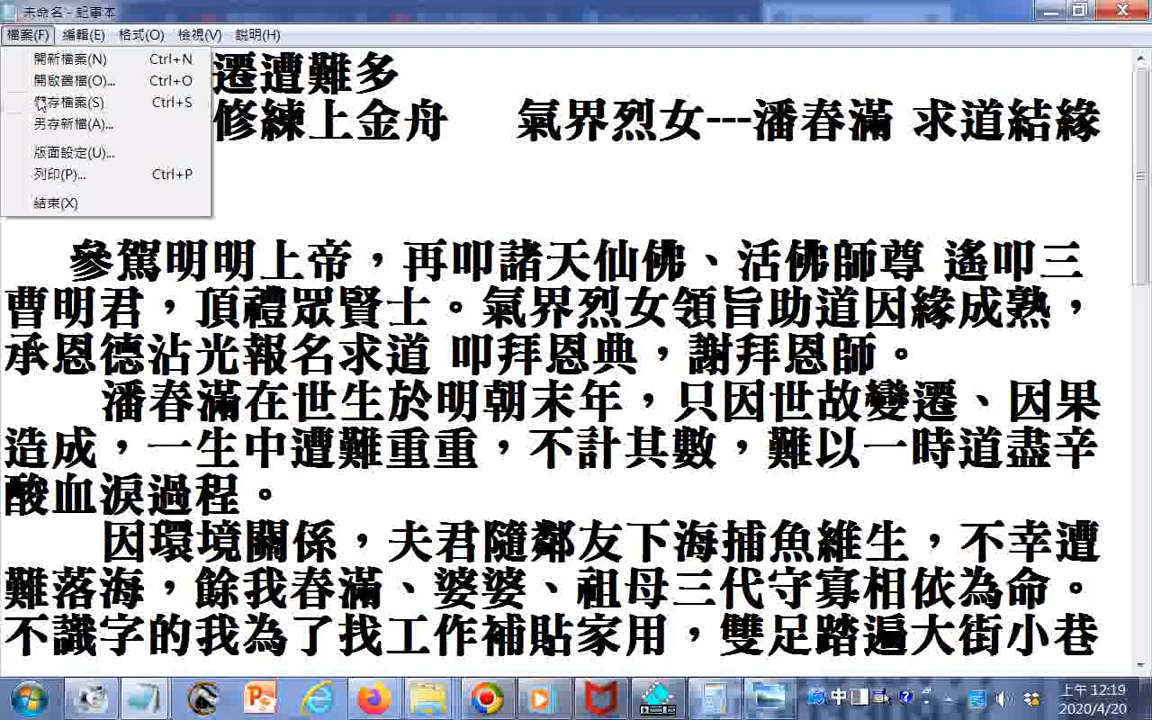 未命名 - 記事本
檔案(F) 編輯(E) 格式(O) 檢視(V) 說明(H)
開新檔案(N) Ctrl+N
開啟舊檔(O)... Ctrl+O
存檔案(S) Ctrl+S
另存新檔(A)...
版面設定(U)...
列印(P)... Ctrl+P
結束(X)
遷遭難多
修練上金舟 氣界烈女---潘春滿 求道結緣
參駕明明上帝，再叩諸天仙佛、活佛師尊 遙叩三
曹明君，頂禮眾賢士。氣界烈女領旨助道因緣成熟，
承恩德沾光報名求道 叩拜恩典，謝拜恩師。
潘春滿在世生於明朝末年，只因世故變遷、因果
造成，一生中遭難重重，不計其數，難以一時道盡辛
酸血淚過程。
因環境關係，夫君隨鄰友下海捕魚維生，不幸遭
難落海，餘我春滿、婆婆、祖母三代守寡相依為命。
不識字的我為了找工作補貼家用，雙足踏遍大街小巷
中
上午 12:19
2020/4/20